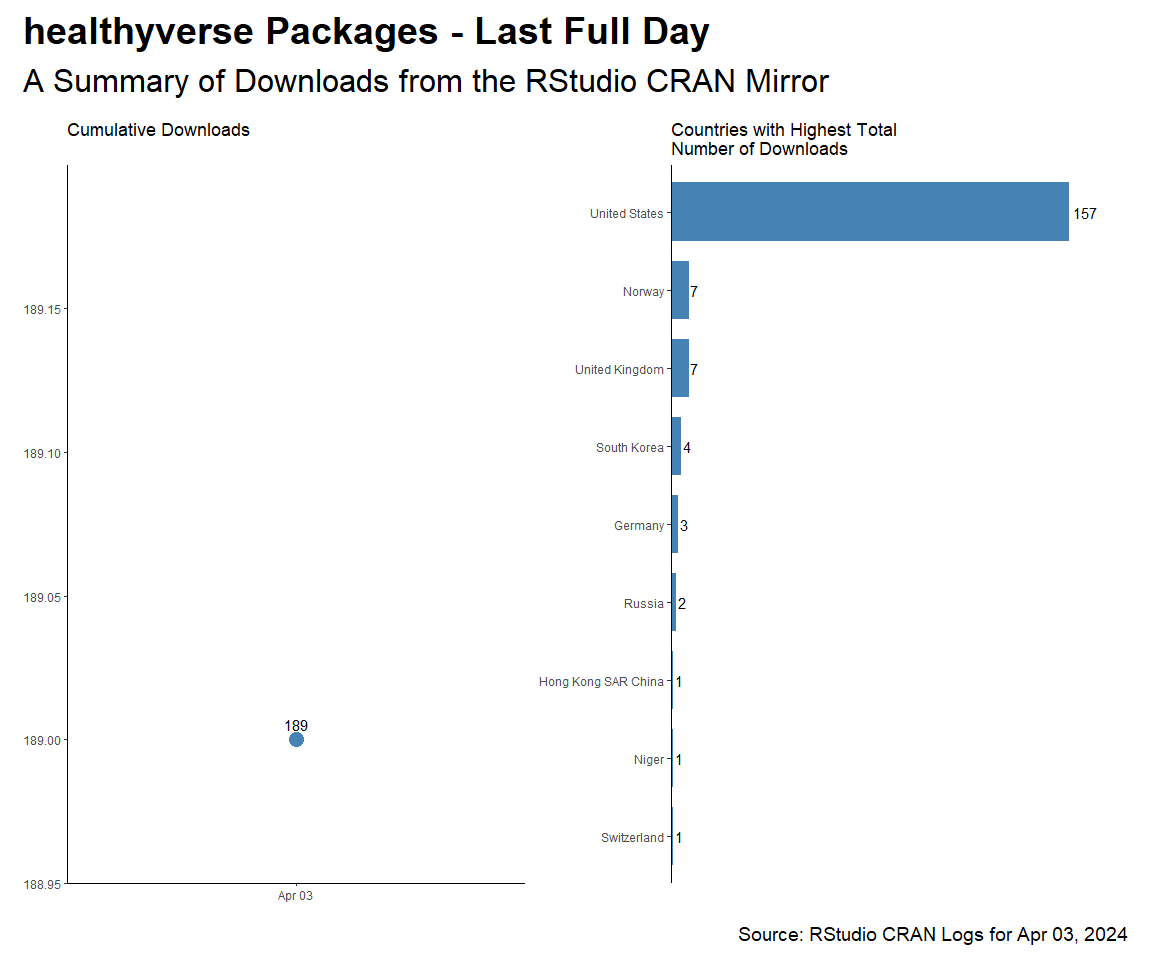 healthyverse Packages - Last Full Day
A Summary of Downloads from the RStudio CRAN Mirror
Cumulative Downloads
189.15
189.10
189.05
189.00
188.95
189
Apr 03
Countries with Highest Total
Number of Downloads
United States 157
Norway 7
United Kingdom 7
South Korea 4
Germany 3
Russia 2
Hong Kong SAR China 1
Niger 1
Switzerland 1
Source: RStudio CRAN Logs for Apr 03, 2024